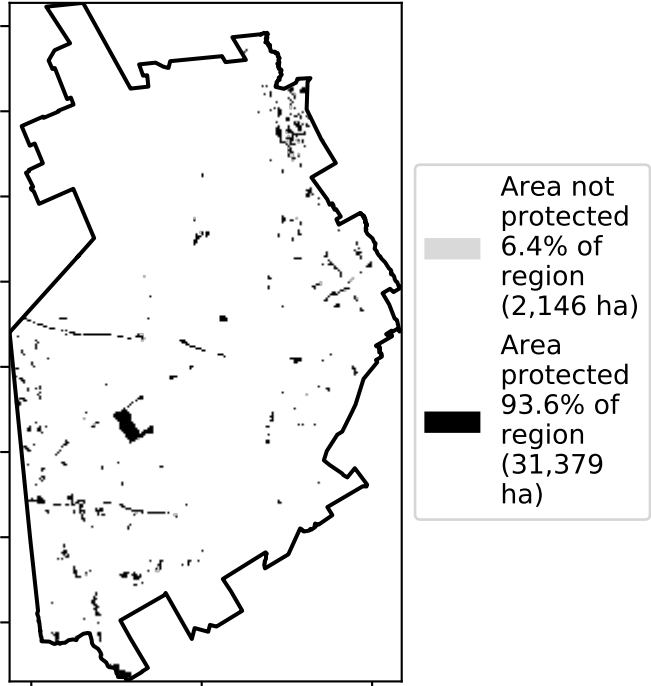 Area not
protected
6.4% of
region
(2,146 ha)
Area
protected
93.6% of
region
(31,379
ha)